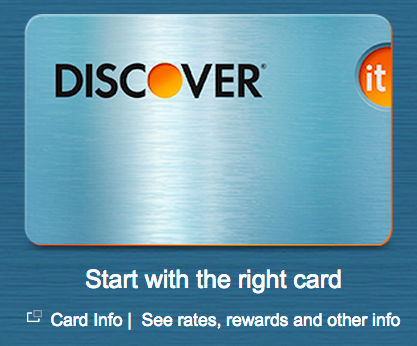 DISCOVER®
it
Start with the right card
Card Info | See rates, rewards and other info